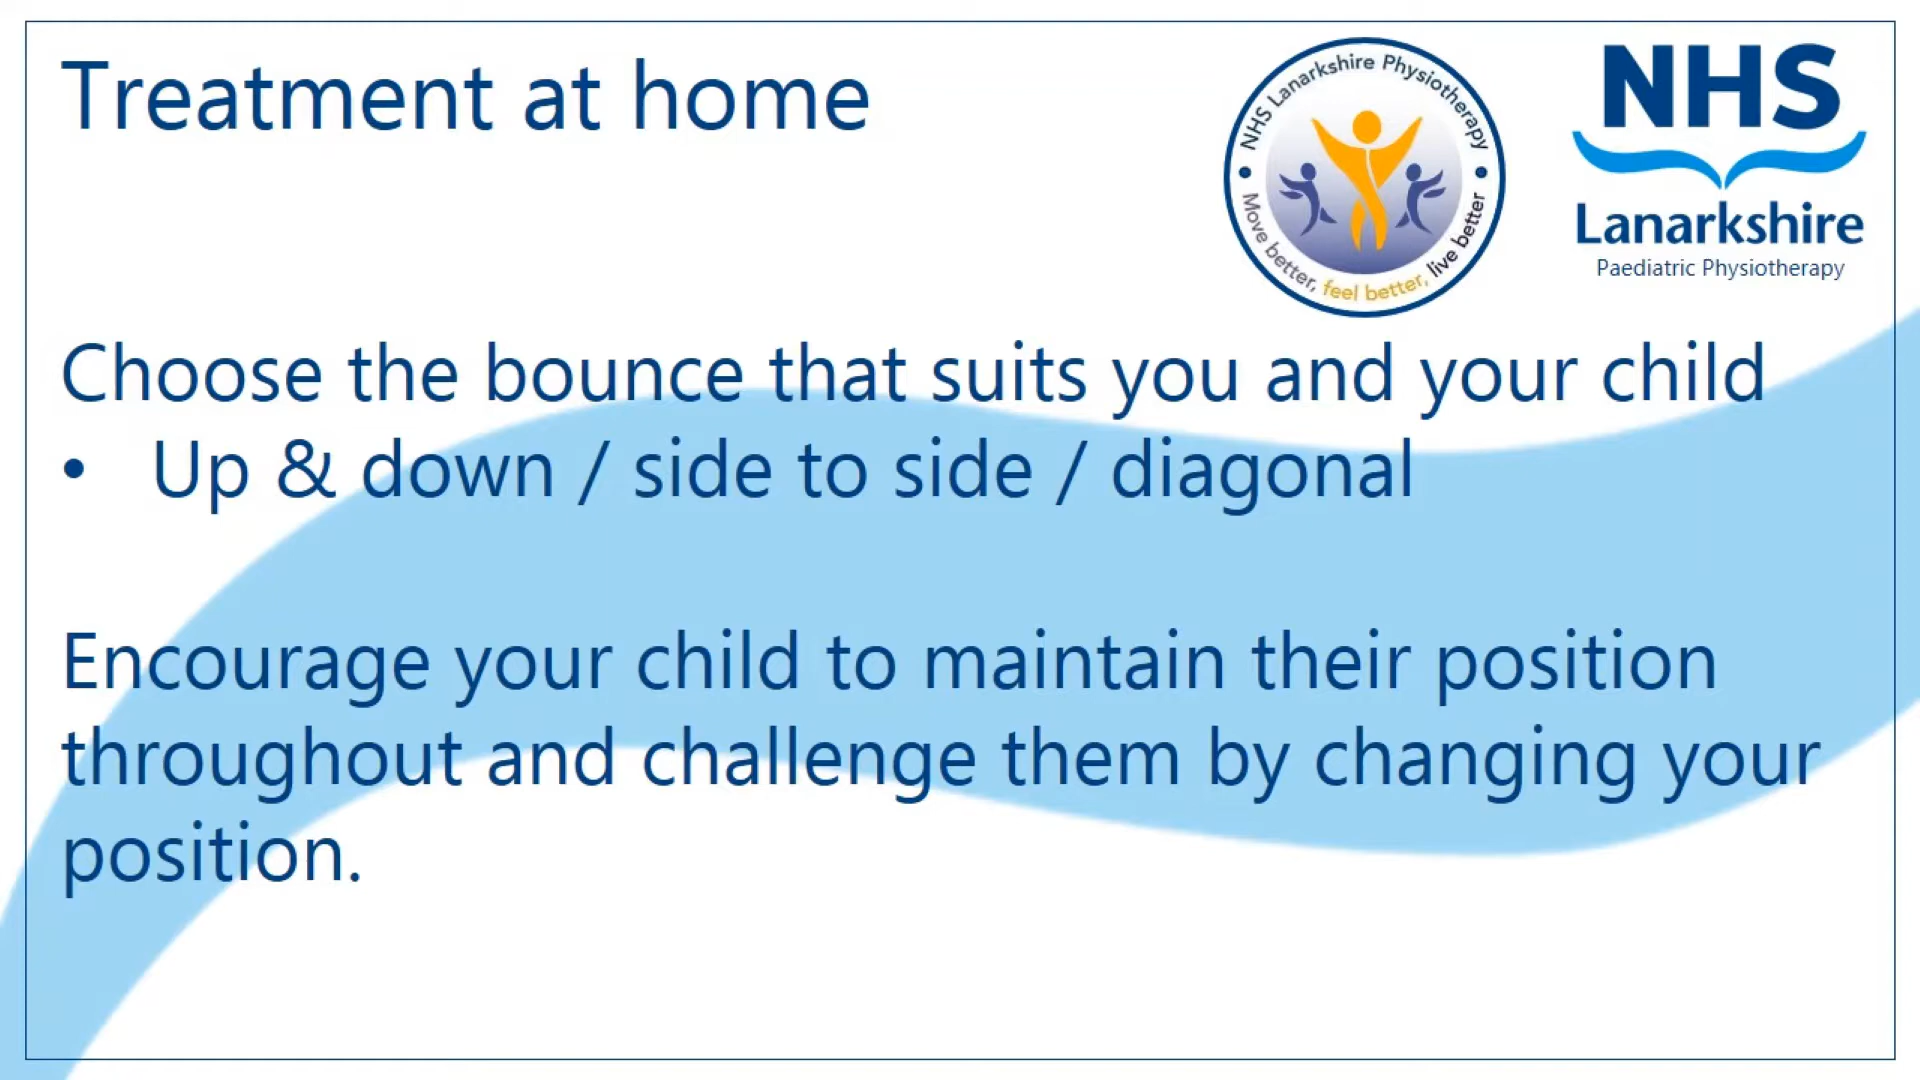 Treatment at home
NHS Lanarkshire Physiotherapy
Move better, feel better, live better
NHS
Lanarkshire
Paediatric Physiotherapy
Choose the bounce that suits you and your child
• Up & down / side to side / diagonal
Encourage your child to maintain their position
throughout and challenge them by changing your
position.